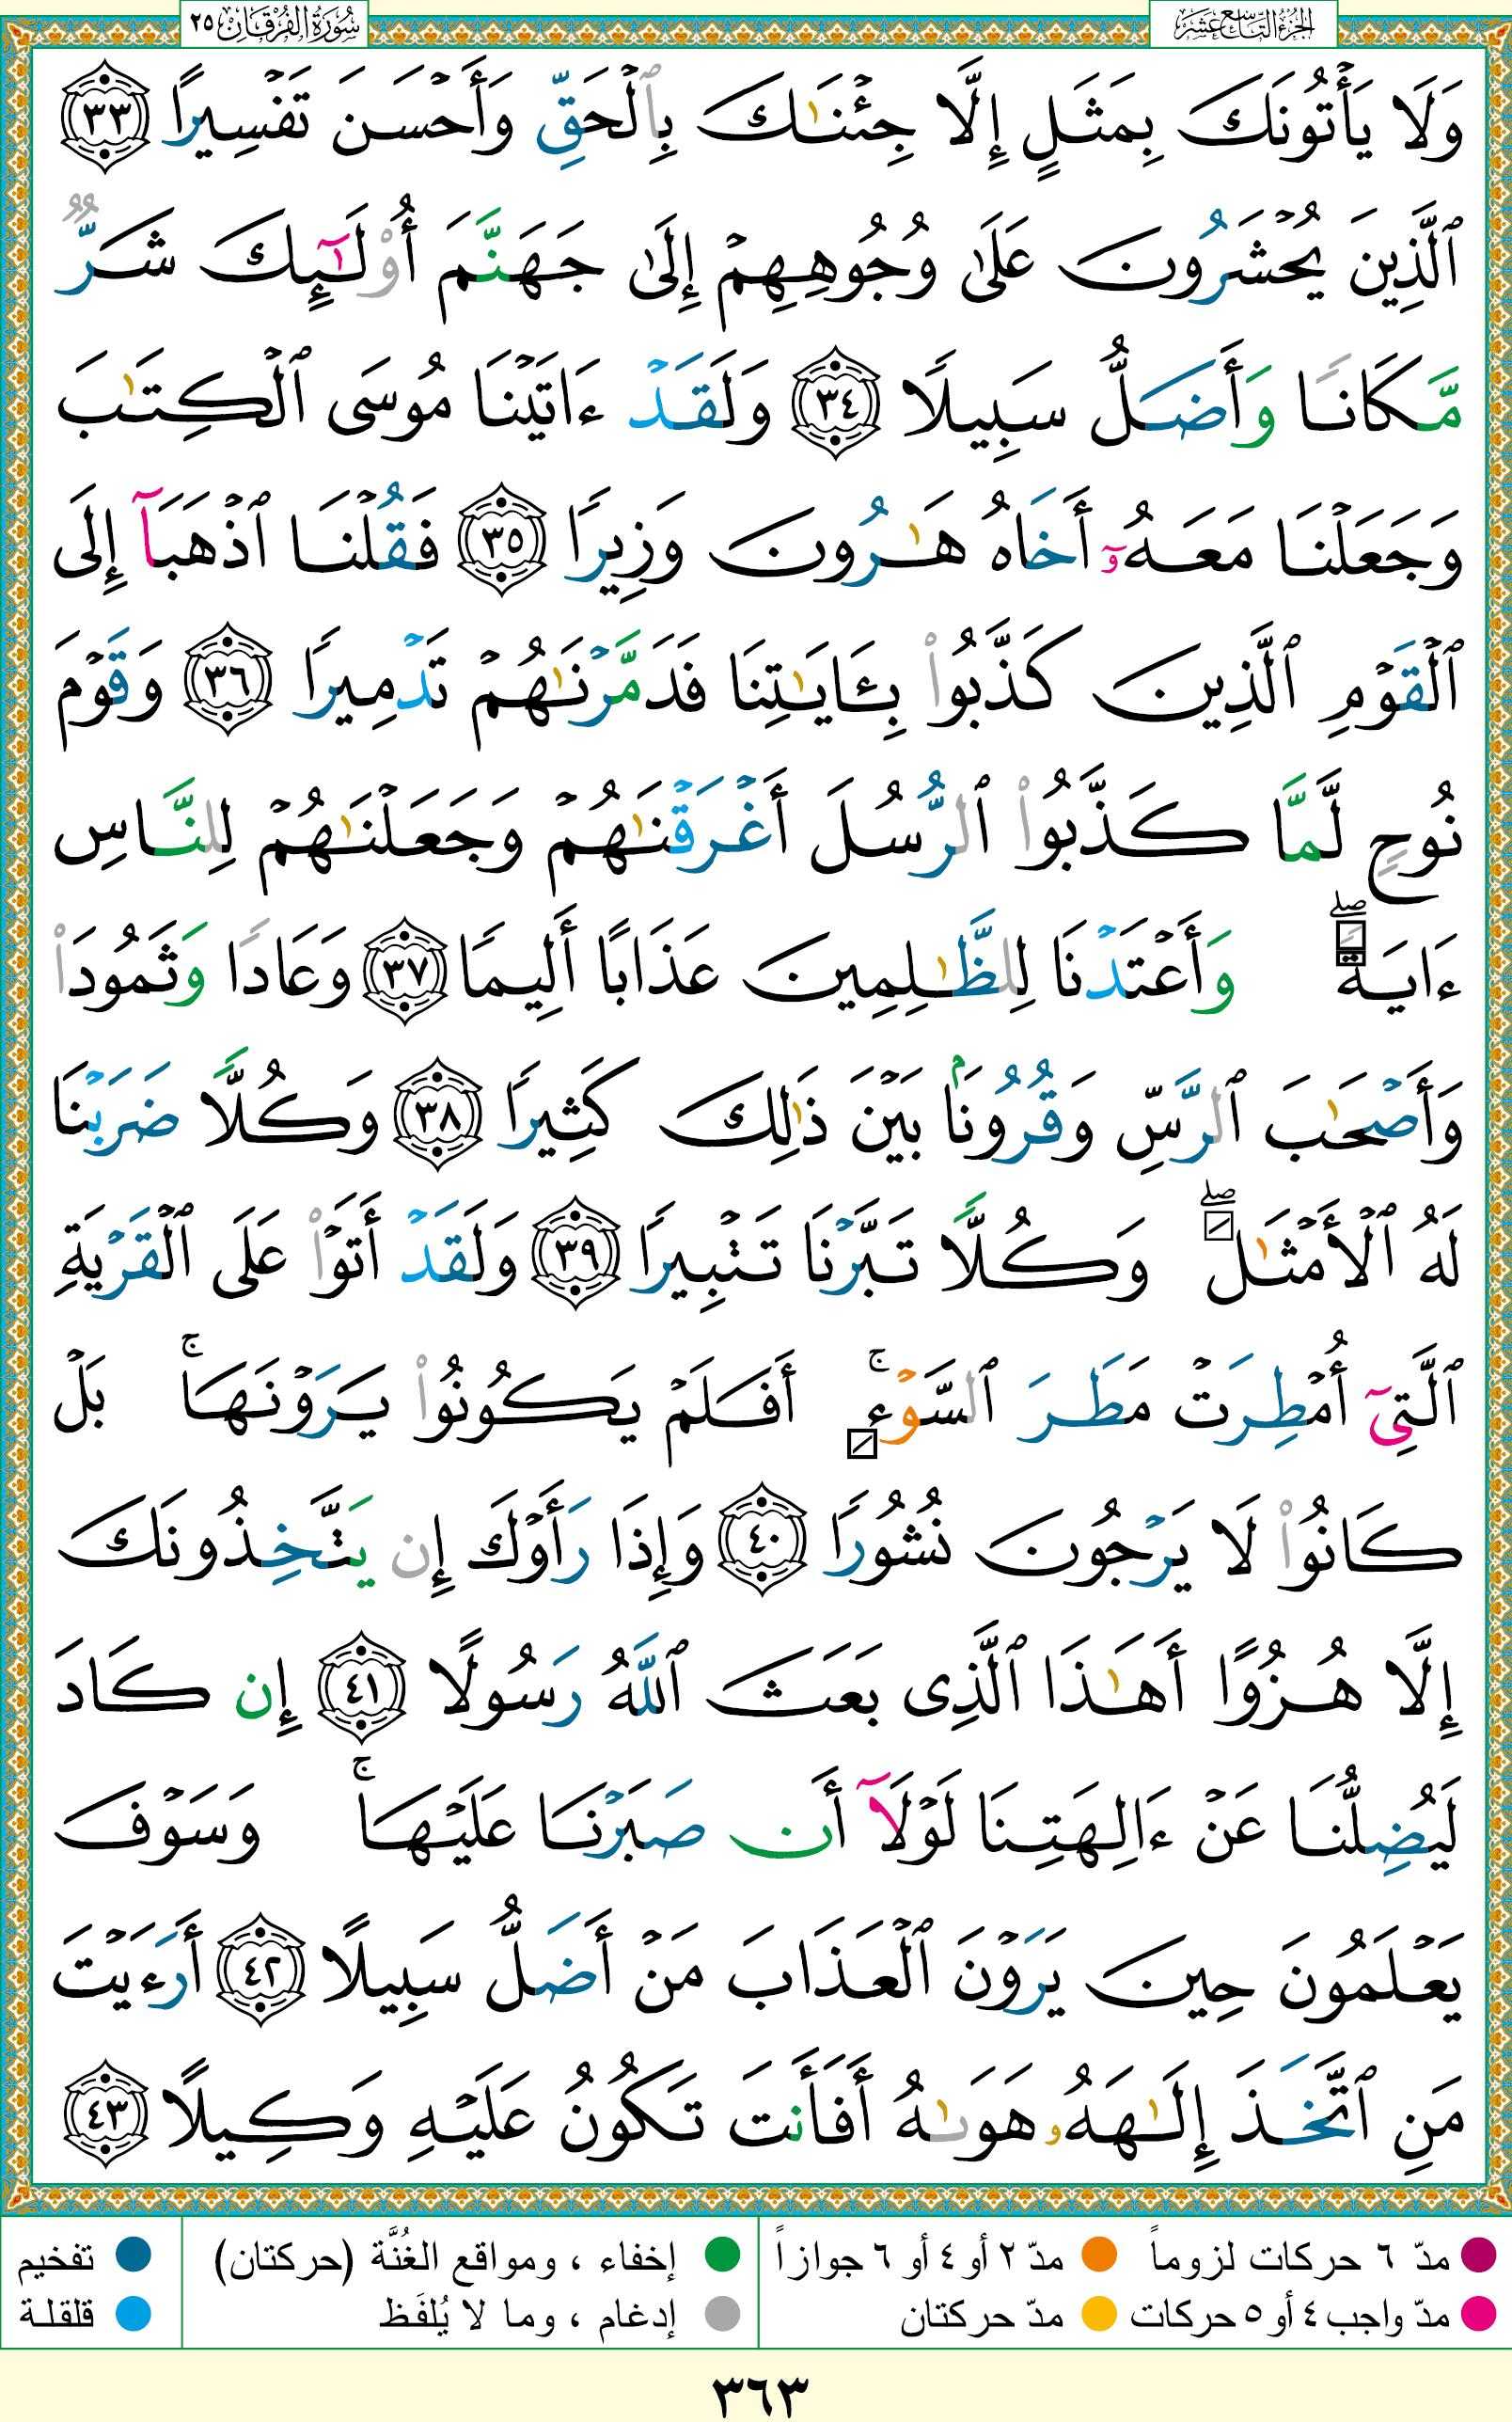 الجزء التاسع عشر
سورة الفرقان ٢٥
وَلَا يَأۡتُونَكَ بِمَثَلٍ إِلَّا جِئۡنَٰكَ بِٱلۡحَقِّ وَأَحۡسَنَ تَفۡسِيرًا ٣٣
ٱلَّذِينَ يُحۡشَرُونَ عَلَىٰ وُجُوهِهِمۡ إِلَىٰ جَهَنَّمَ أُوْلَٰٓئِكَ شَرٌّ
مَّكَانٗا وَأَضَلُّ سَبِيلٗا ٣٤ وَلَقَدۡ ءَاتَيۡنَا مُوسَى ٱلۡكِتَٰبَ
وَجَعَلۡنَا مَعَهُۥٓ أَخَاهُ هَٰرُونَ وَزِيرٗا ٣٥ فَقُلۡنَا ٱذۡهَبَآ إِلَى
ٱلۡقَوۡمِ ٱلَّذِينَ كَذَّبُواْ بِـَٔايَٰتِنَا فَدَمَّرۡنَٰهُمۡ تَدۡمِيرٗا ٣٦ وَقَوۡمَ
نُوحٖ لَّمَّا كَذَّبُواْ ٱلرُّسُلَ أَغۡرَقۡنَٰهُمۡ وَجَعَلۡنَٰهُمۡ لِلنَّاسِ
ءَايَةٗۖ وَأَعۡتَدۡنَا لِلظَّٰلِمِينَ عَذَابًا أَلِيمٗا ٣٧ وَعَادٗا وَثَمُودَاْ
وَأَصۡحَٰبَ ٱلرَّسِّ وَقُرُونَۢا بَيۡنَ ذَٰلِكَ كَثِيرٗا ٣٨ وَكُلّٗا ضَرَبۡنَا
لَهُ ٱلۡأَمۡثَٰلَۖ وَكُلّٗا تَبَّرۡنَا تَتۡبِيرٗا ٣٩ وَلَقَدۡ أَتَوۡاْ عَلَى ٱلۡقَرۡيَةِ
ٱلَّتِيٓ أُمۡطِرَتۡ مَطَرَ ٱلسَّوۡءِۚ أَفَلَمۡ يَكُونُواْ يَرَوۡنَهَاۚ بَلۡ
كَانُواْ لَا يَرۡجُونَ نُشُورٗا ٤٠ وَإِذَا رَأَوۡكَ إِن يَتَّخِذُونَكَ
إِلَّا هُزُوًا أَهَٰذَا ٱلَّذِي بَعَثَ ٱللَّهُ رَسُولًا ٤١ إِن كَادَ
لَيُضِلُّنَا عَنۡ ءَالِهَتِنَا لَوۡلَآ أَن صَبَرۡنَا عَلَيۡهَاۚ وَسَوۡفَ
يَعۡلَمُونَ حِينَ يَرَوۡنَ ٱلۡعَذَابَ مَنۡ أَضَلُّ سَبِيلًا ٤٢ أَرَءَيۡتَ
مَنِ ٱتَّخَذَ إِلَٰهَهُۥ هَوَىٰهُ أَفَأَنتَ تَكُونُ عَلَيۡهِ وَكِيلًا ٤٣
مدّ ٦ حركات لزوماً مدّ ٢ أو ٤ أو ٦ جوازاً إخفاء ، ومواقع الغُنَّة (حركتان) تفخيم
مدّ واجب ٤ أو ٥ حركات مدّ حركتان إدغام ، وما لا يُلفَظ قلقلة
٣٦٣